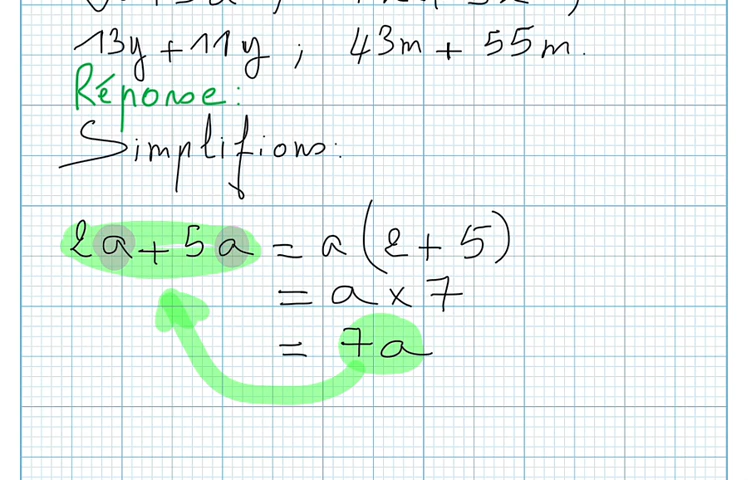 13y + 11y ; 43m + 55m.
Réponse:
Simplifions:
2a + 5a = a(2 + 5)
= a × 7
= 7a